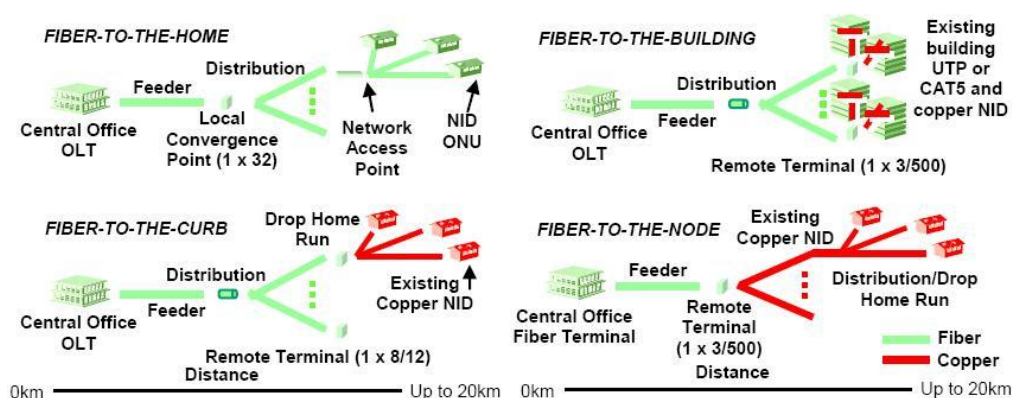 FIBER-TO-THE-HOME
Distribution
Feeder
Central Office
OLT
Local
Convergence
Point (1 x 32)
Network
Access
Point
NID
ONU
FIBER-TO-THE-BUILDING
Existing
building
UTP or
CAT5 and
copper NID
Distribution
Feeder
Central Office
OLT
Remote Terminal (1 x 3/500)
FIBER-TO-THE-CURB
Drop Home
Run
Distribution
Feeder
Existing
Copper NID
Central Office
OLT
Remote Terminal (1 x 8/12)
Distance
0km
Up to 20km
FIBER-TO-THE-NODE
Existing
Copper NID
Feeder
Distribution/Drop
Home Run
Central Office
Fiber Terminal
Remote
Terminal
(1 x 3/500)
Distance
Fiber
Copper
0km
Up to 20km